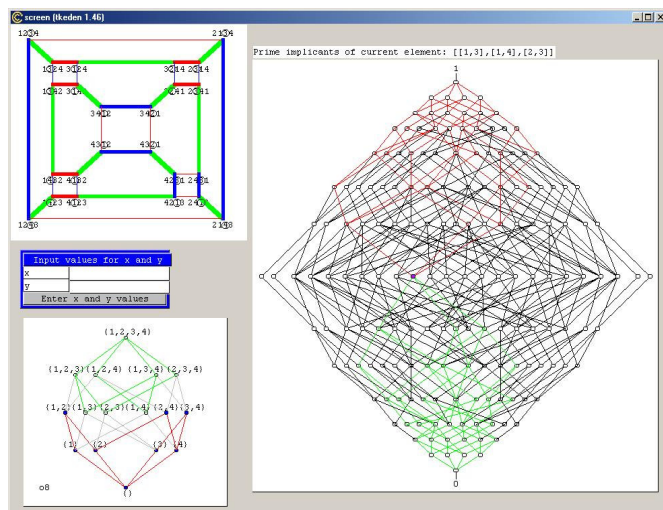 screen (tkeden 1.46)
1234 2134
1324 3124 3214 2314
1342 3142 3241 2341
3412 3421
4312 4321
1432 4132 4231 2431
1423 4123 4213 2413
1243 2143
Prime implicants of current element: [[1,3],[1,4],[2,3]]
1
Input values for x and y
x
y
Enter x and y values
{1,2,3,4}
{1,2,3} {1,2,4} {1,3,4} {2,3,4}
{1,2} {1,3} {2,3} {1,4} {2,4} {3,4}
{1} {2} {3} {4}
{}
o8
0